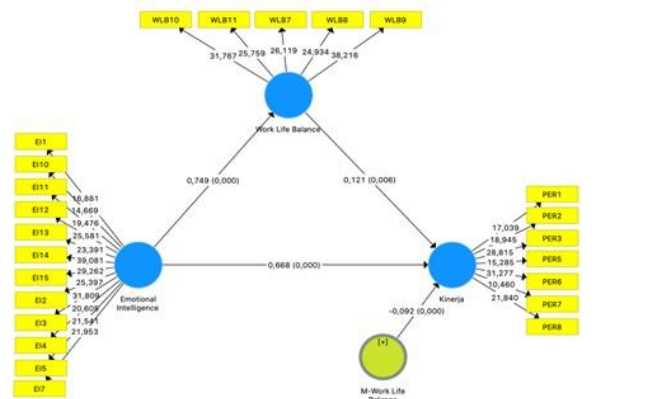 WLB10 WLB11 WLB7 WLB8 WLB9
31,767 25,759 26,119 24,934 38,216
Work Life Balance
EI1
EI10
EI11
EI12
EI13
EI14
EI15
EI2
EI3
EI4
EI5
EI7
16,881
14,669
19,476
25,581
23,391
39,081
29,262
25,397
31,809
20,609
21,541
21,953
0,749 (0,000)
0,121 (0,006)
0,668 (0,000)
Emotional
Intelligence
Kinerja
17,039
18,945
28,815
15,285
31,277
10,460
21,840
PER1
PER2
PER3
PER5
PER6
PER7
PER8
-0,092 (0,000)
[+]
M-Work Life
Balance